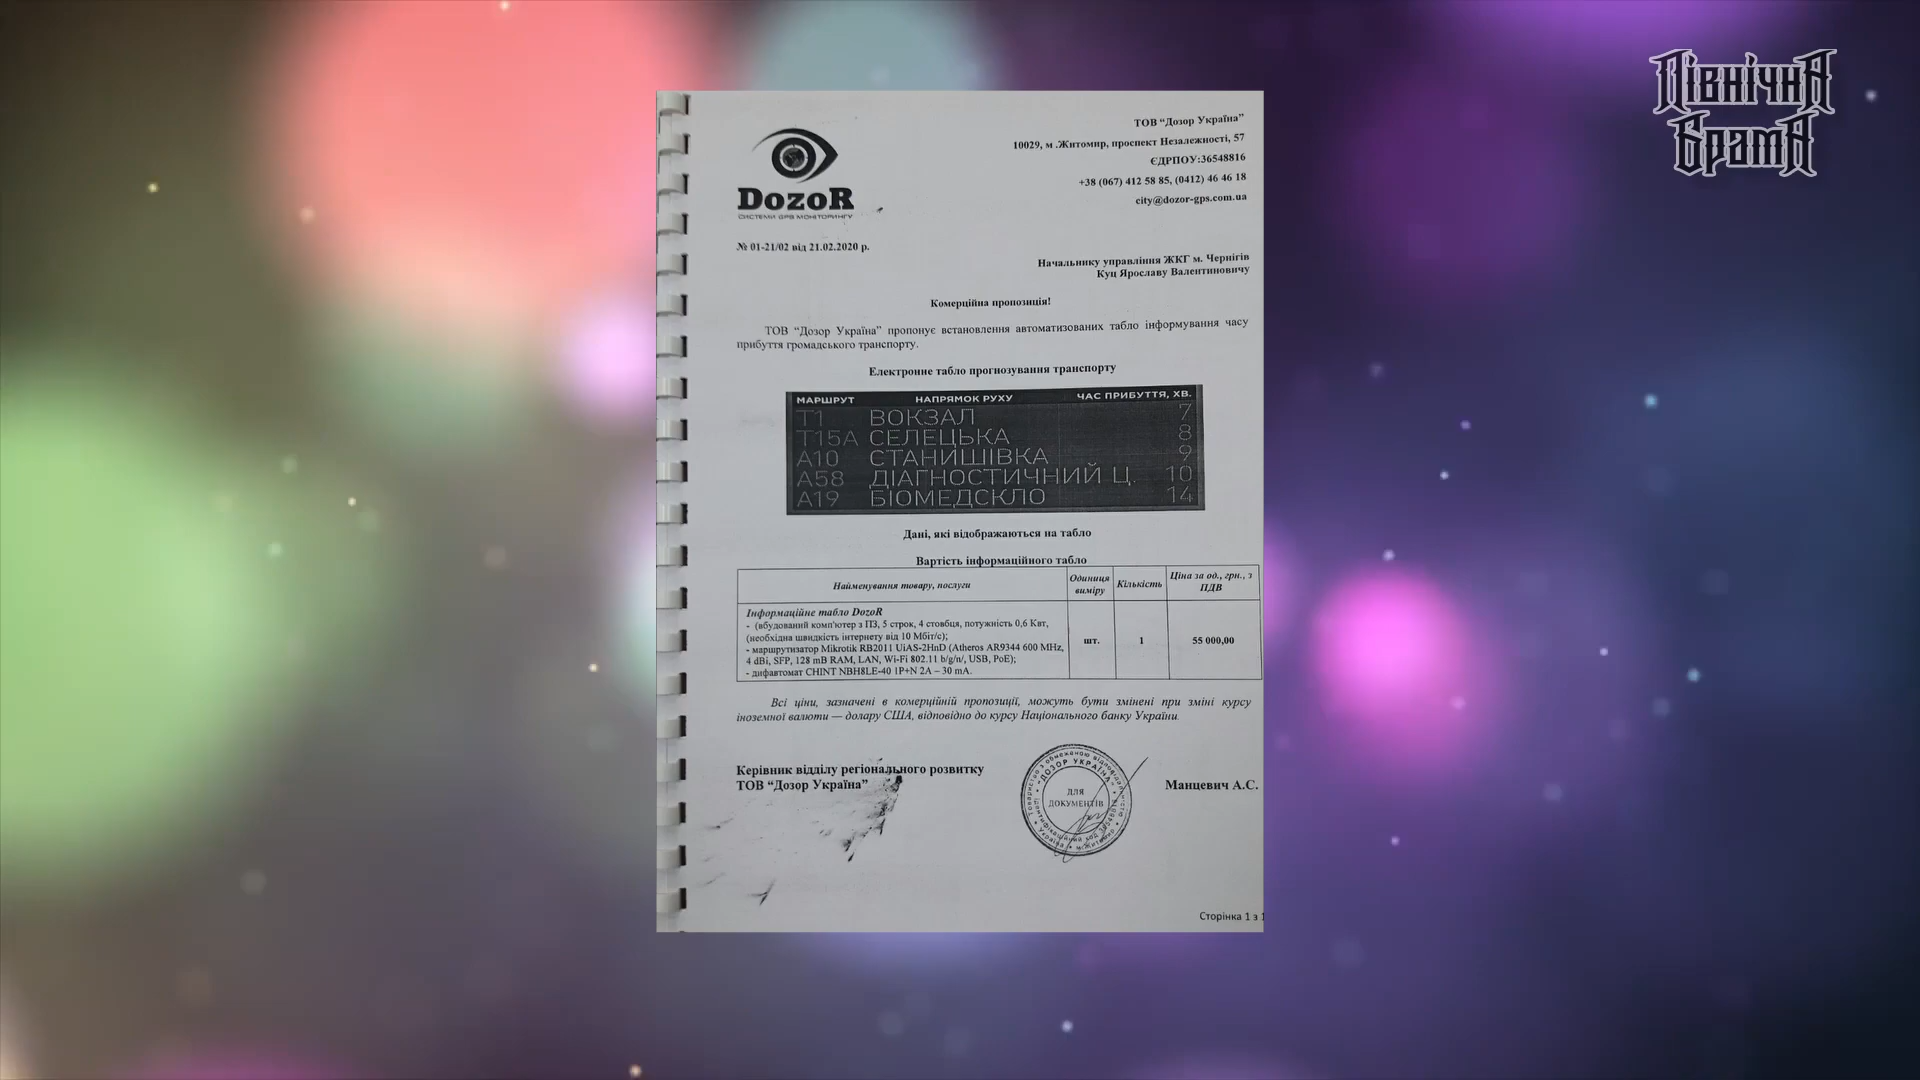 Північна
Брама
ТОВ “Дозор Україна”
10029, м .Житомир, проспект Незалежності, 57
ЄДРПОУ:36548816
+38 (067) 412 58 85, (0412) 46 46 18
city@dozor-gps.com.ua
DozoR
СИСТЕМИ GPS МОНІТОРИНГУ
№ 01-21/02 від 21.02.2020 р.
Начальнику управління ЖКГ м. Чернігів
Куц Ярославу Валентиновичу
Комерційна пропозиція!
ТОВ “Дозор Україна” пропонує встановлення автоматизованих табло інформування часу
прибуття громадського транспорту.
Електронне табло прогнозування транспорту
МАРШРУТ НАПРЯМОК РУХУ ЧАС ПРИБУТТЯ, ХВ.
Т1 ВОКЗАЛ 7
Т15А СЕЛЕЦЬКА 8
А10 СТАНИШІВКА 9
А58 ДІАГНОСТИЧНИЙ Ц. 10
А19 БІОМЕДСКЛО 14
Дані, які відображаються на табло
Вартість інформаційного табло
Найменування товару, послуги
Одиниця
виміру
Кількість
Ціна за од., грн., з
ПДВ
Інформаційне табло DozoR
- (вбудований комп'ютер з ПЗ, 5 строк, 4 стовбця, потужність 0,6 Квт,
(необхідна швидкість інтернету від 10 Мбіт/с);
- маршрутизатор Mikrotik RB2011 UiAS-2HnD (Atheros AR9344 600 MHz,
4 dBi, SFP, 128 mB RAM, LAN, Wi-Fi 802.11 b/g/n/, USB, PoE);
- дифавтомат CHINT NBH8LE-40 1P+N 2A – 30 mA.
шт.
1
55 000,00
Всі ціни, зазначені в комерційній пропозиції, можуть бути змінені при зміні курсу
іноземної валюти — долару США, відповідно до курсу Національного банку України.
Керівник відділу регіонального розвитку
ТОВ “Дозор Україна”
Товариство з обмеженою відповідальністю
"ДОЗОР УКРАЇНА"
ДЛЯ
ДОКУМЕНТІВ
Ідентифікаційний код 36548816
Україна * м.Житомир
Манцевич А.С.
Сторінка 1 з 1